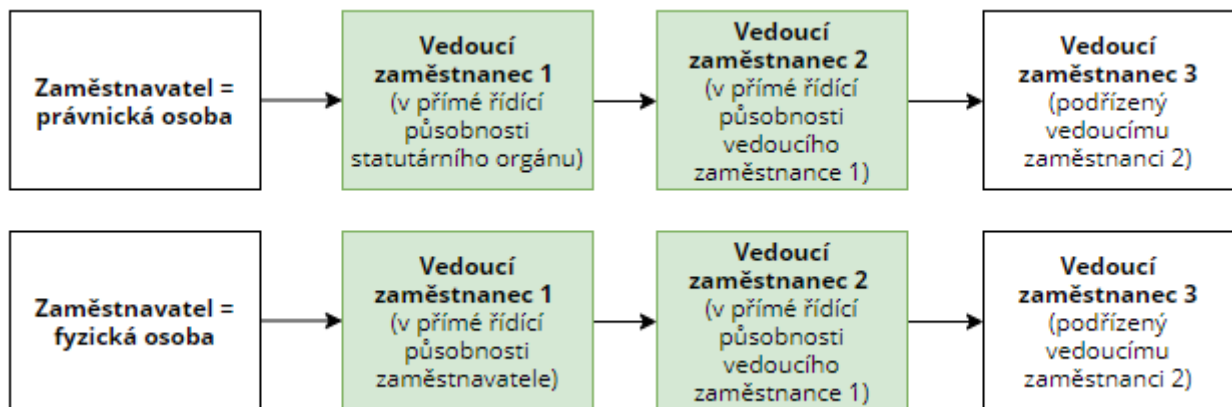 Zaměstnavatel =
právnická osoba
Vedoucí
zaměstnanec 1
(v přímé řídící
působnosti
statutárního orgánu)
Vedoucí
zaměstnanec 2
(v přímé řídící
působnosti
vedoucího
zaměstnance 1)
Vedoucí
zaměstnanec 3
(podřízený
vedoucímu
zaměstnanci 2)
Zaměstnavatel =
fyzická osoba
Vedoucí
zaměstnanec 1
(v přímé řídící
působnosti
zaměstnavatele)
Vedoucí
zaměstnanec 2
(v přímé řídící
působnosti
vedoucího
zaměstnance 1)
Vedoucí
zaměstnanec 3
(podřízený
vedoucímu
zaměstnanci 2)